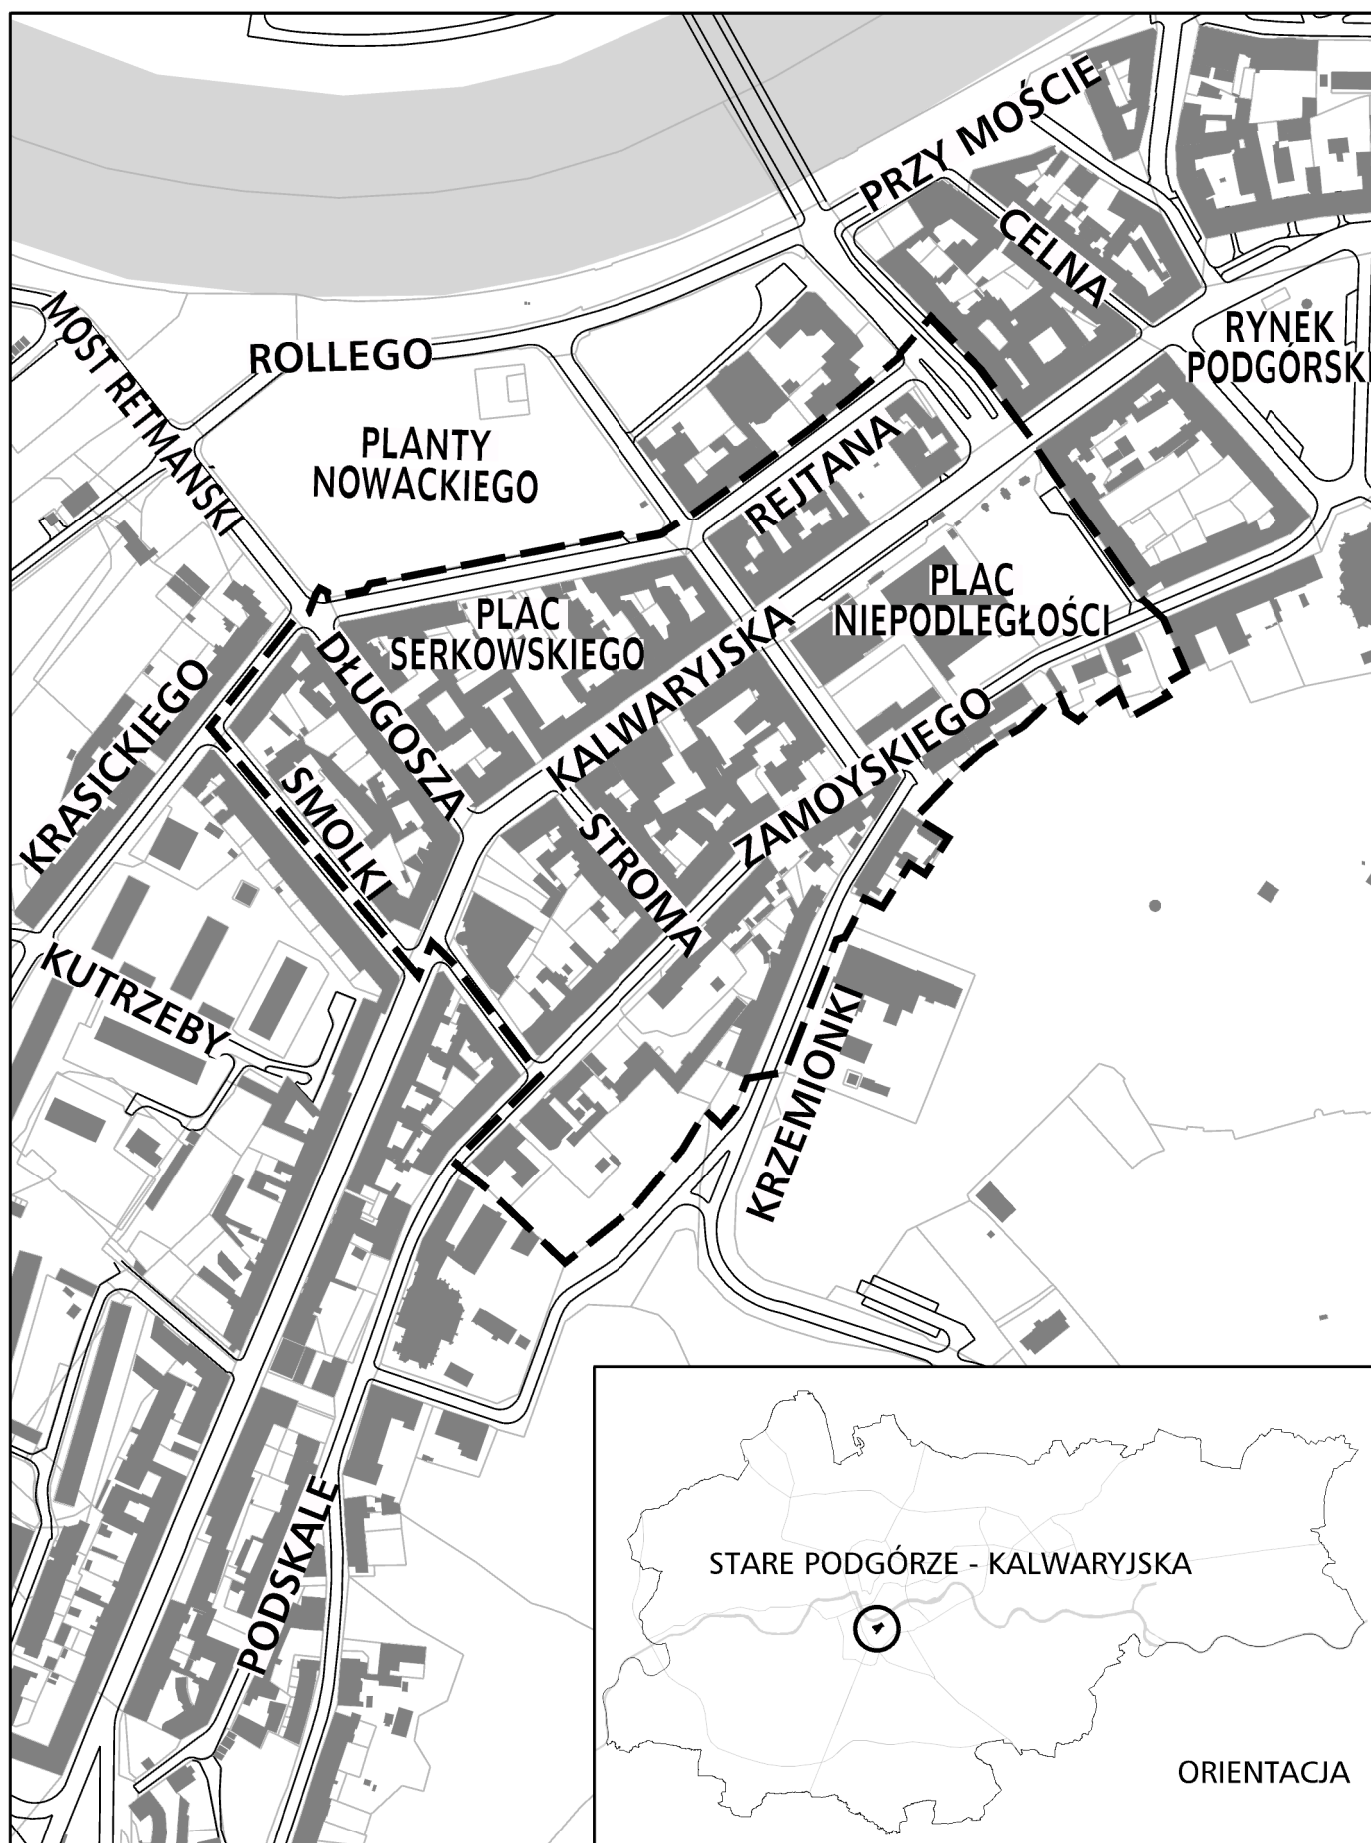 PRZY MOŚCIE
CELNA
MOST RETMAŃSKI
ROLLEGO
RYNEK
PODGÓRSKI
PLANTY
NOWACKIEGO
REJTANA
PLAC
NIEPODLEGŁOŚCI
PLAC
SERKOWSKIEGO
DŁUGOSZA
KALWARYJSKA
KRASICKIEGO
SMOLKI
ZAMOYSKIEGO
STROMA
KUTRZEBY
KRZEMIONKI
PODSKALE
STARE PODGÓRZE - KALWARYJSKA
ORIENTACJA